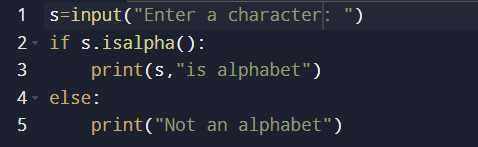 1 s=input("Enter a character: ")
2 if s.isalpha():
3     print(s,"is alphabet")
4 else:
5     print("Not an alphabet")